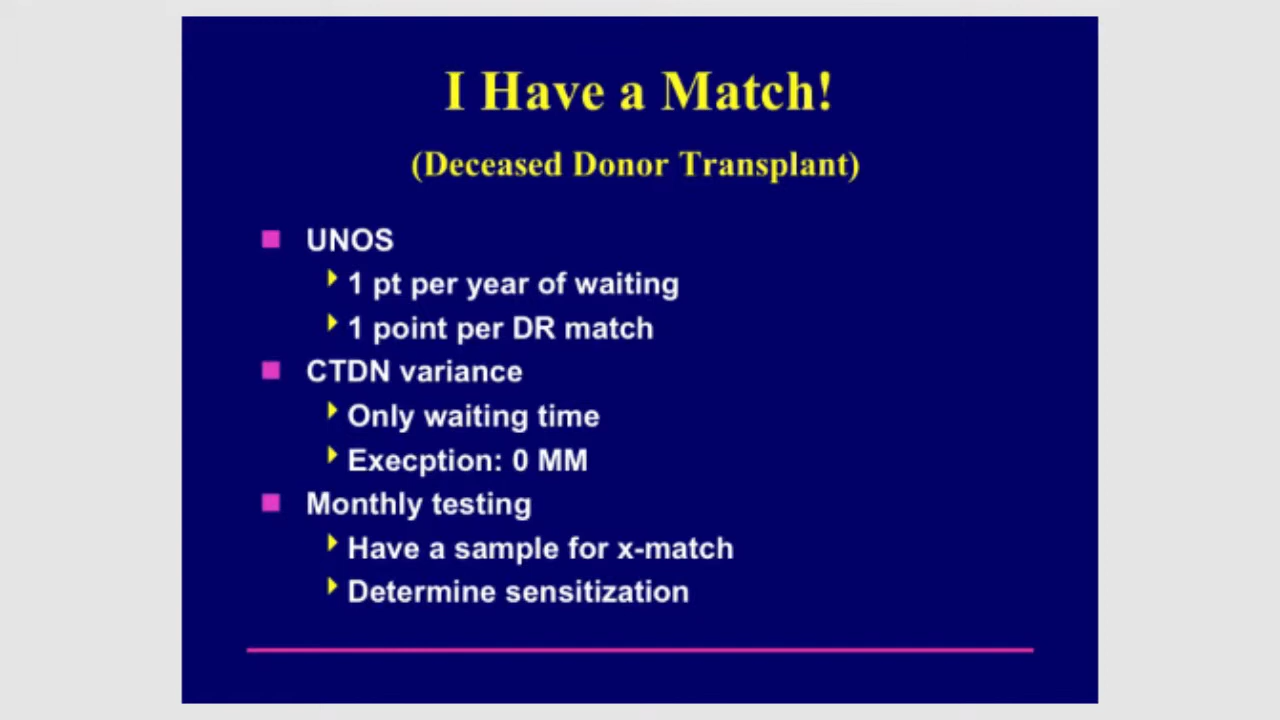 I Have a Match!
(Deceased Donor Transplant)
UNOS
1 pt per year of waiting
1 point per DR match
CTDN variance
Only waiting time
Execption: 0 MM
Monthly testing
Have a sample for x-match
Determine sensitization